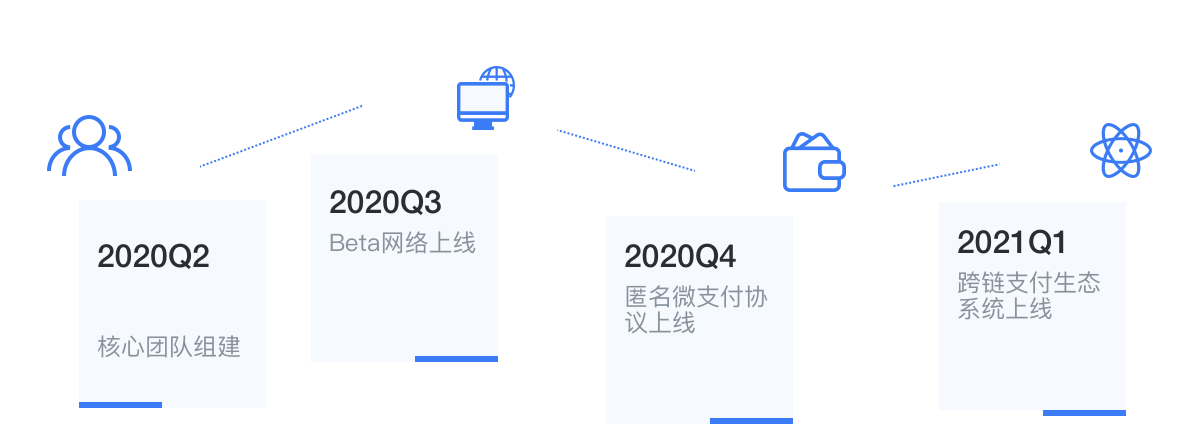 2020Q2
核心团队组建
2020Q3
Beta网络上线
2020Q4
匿名微支付协
议上线
2021Q1
跨链支付生态
系统上线